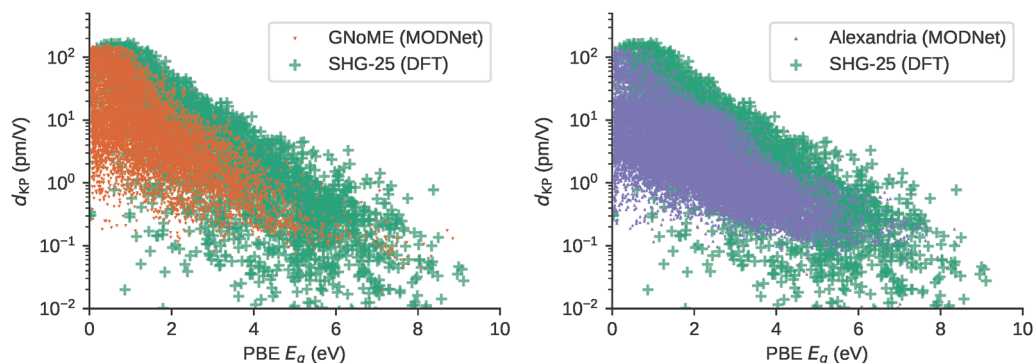 GNoME (MODNet)
SHG-25 (DFT)
10²
10¹
10⁰
10⁻¹
10⁻²
d_KP (pm/V)
0 2 4 6 8 10
PBE E_g (eV)
Alexandria (MODNet)
SHG-25 (DFT)
10²
10¹
10⁰
10⁻¹
10⁻²
d_KP (pm/V)
0 2 4 6 8 10
PBE E_g (eV)